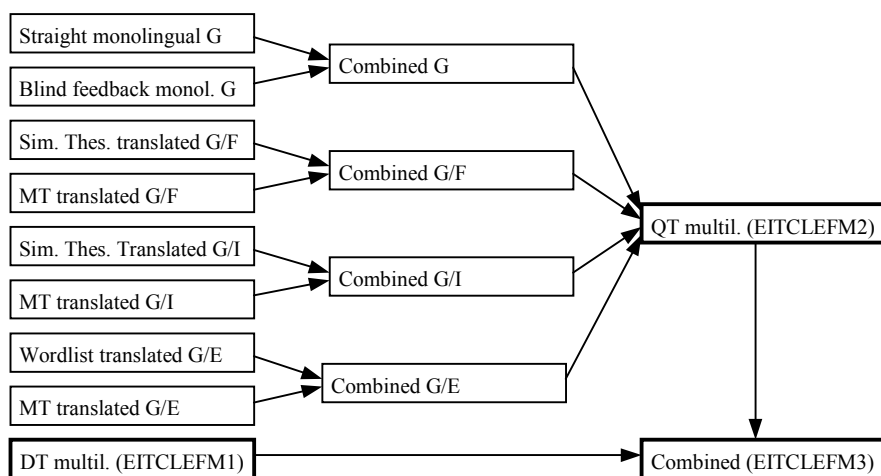 Straight monolingual G
Blind feedback monol. G
Combined G
Sim. Thes. translated G/F
MT translated G/F
Combined G/F
Sim. Thes. Translated G/I
MT translated G/I
Combined G/I
Wordlist translated G/E
MT translated G/E
Combined G/E
QT multil. (EITCLEFM2)
DT multil. (EITCLEFM1)
Combined (EITCLEFM3)